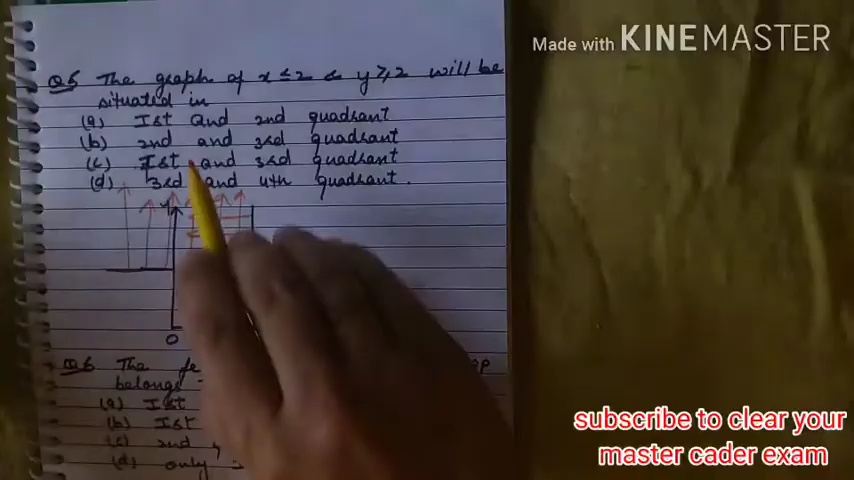 Made with KINEMASTER
Q5 The graph of x ≤ 2 & y ≥ 2 will be
situated in
(a) Ist and 2nd quadrant
(b) 2nd and 3rd quadrant
(c) Ist and 3rd quadrant
(d) 3rd and 4th quadrant.
Y
O
Q6 The
belongs
(a) Ist
(b) Ist
(c) 2nd
(d) only
subscribe to clear your
master cader exam